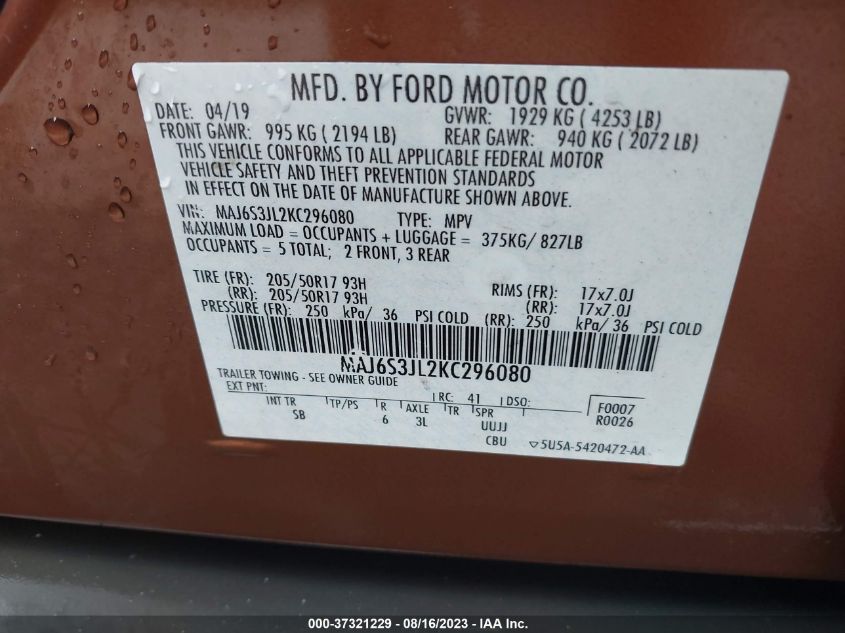 MFD. BY FORD MOTOR CO.
DATE: 04/19 GVWR: 1929 KG ( 4253 LB)
FRONT GAWR: 995 KG ( 2194 LB) REAR GAWR: 940 KG ( 2072 LB)
THIS VEHICLE CONFORMS TO ALL APPLICABLE FEDERAL MOTOR
VEHICLE SAFETY AND THEFT PREVENTION STANDARDS
IN EFFECT ON THE DATE OF MANUFACTURE SHOWN ABOVE.
VIN: MAJ6S3JL2KC296080 TYPE: MPV
MAXIMUM LOAD = OCCUPANTS + LUGGAGE = 375KG/ 827LB
OCCUPANTS = 5 TOTAL; 2 FRONT, 3 REAR
TIRE (FR): 205/50R17 93H RIMS (FR): 17x7.0J
(RR): 205/50R17 93H (RR): 17x7.0J
PRESSURE (FR): 250 kPa/ 36 PSI COLD (RR): 250 kPa/ 36 PSI COLD
MAJ6S3JL2KC296080
TRAILER TOWING - SEE OWNER GUIDE
EXT PNT: RC: 41 DSO: F0007
INT TR TP/PS R AXLE TR SPR R0026
SB 6 3L UUJJ
CBU 5U5A-5420472-AA
000-37321229 - 08/16/2023 - IAA Inc.